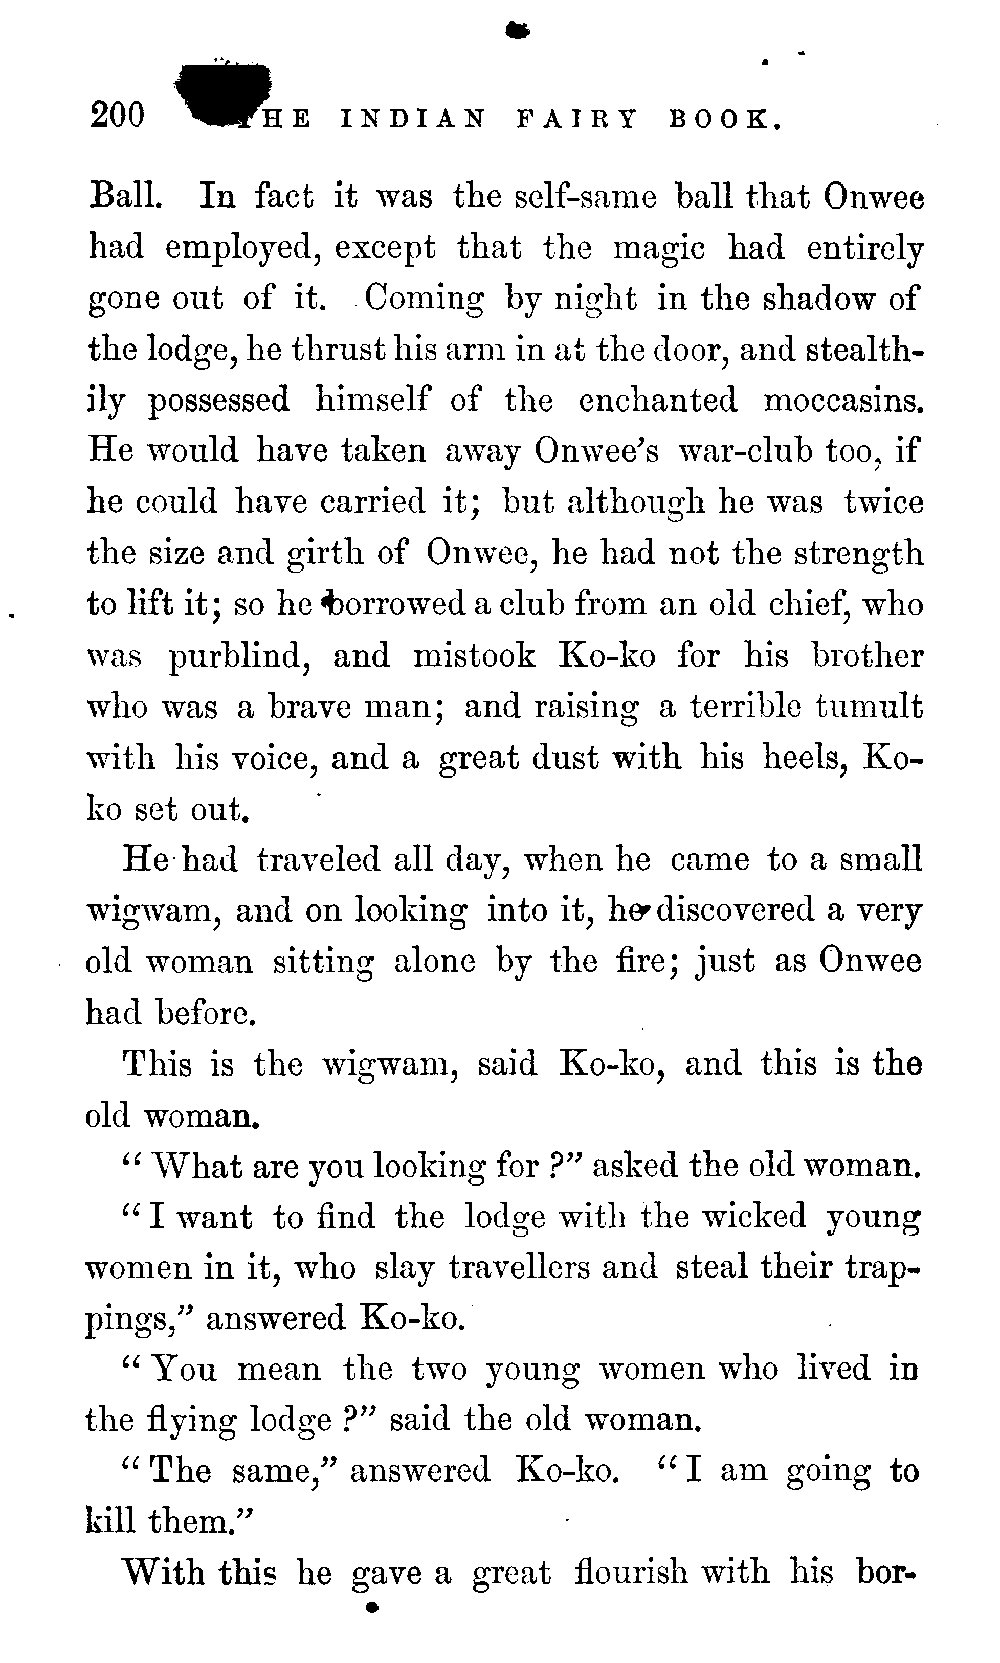 200 THE INDIAN FAIRY BOOK.
Ball. In fact it was the self-same ball that Onwee
had employed, except that the magic had entirely
gone out of it. Coming by night in the shadow of
the lodge, he thrust his arm in at the door, and stealth-
ily possessed himself of the enchanted moccasins.
He would have taken away Onwee's war-club too, if
he could have carried it; but although he was twice
the size and girth of Onwee, he had not the strength
to lift it; so he borrowed a club from an old chief, who
was purblind, and mistook Ko-ko for his brother
who was a brave man; and raising a terrible tumult
with his voice, and a great dust with his heels, Ko-
ko set out.
He had traveled all day, when he came to a small
wigwam, and on looking into it, he discovered a very
old woman sitting alone by the fire; just as Onwee
had before.
This is the wigwam, said Ko-ko, and this is the
old woman.
"What are you looking for?" asked the old woman.
"I want to find the lodge with the wicked young
women in it, who slay travellers and steal their trap-
pings," answered Ko-ko.
"You mean the two young women who lived in
the flying lodge?" said the old woman.
"The same," answered Ko-ko. "I am going to
kill them."
With this he gave a great flourish with his bor-